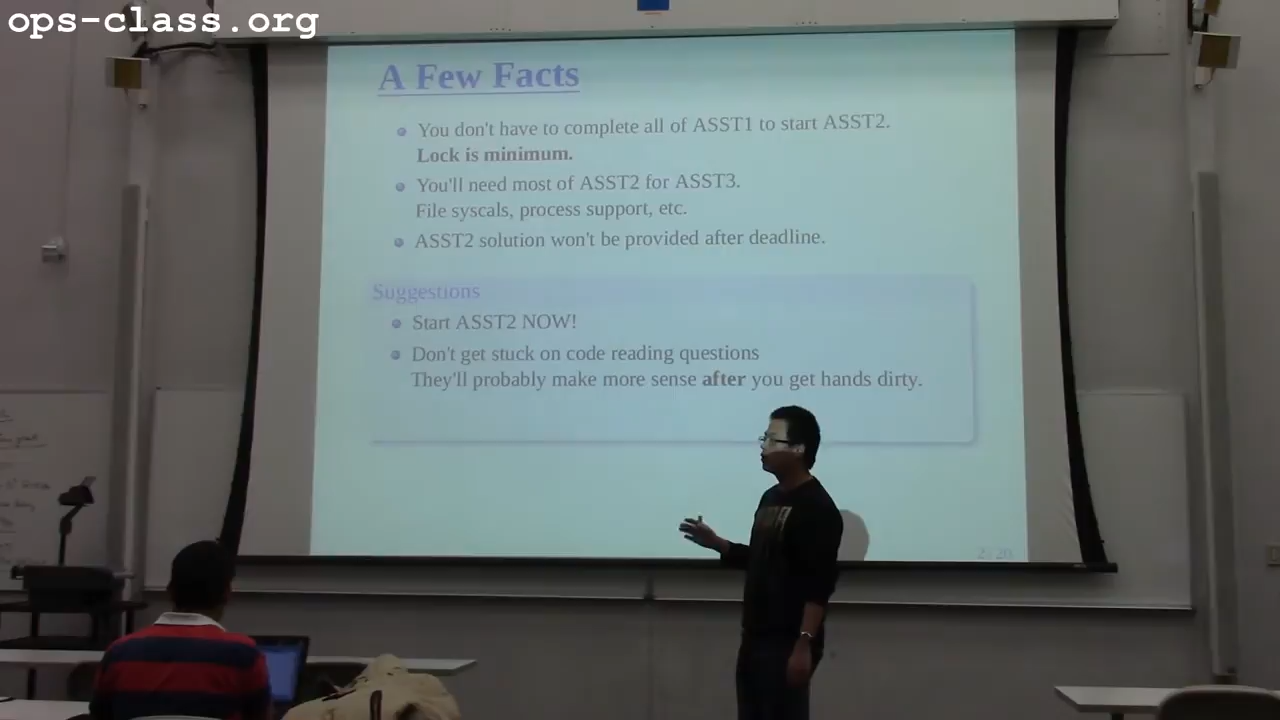 ops-class.org
A Few Facts
You don't have to complete all of ASST1 to start ASST2.
Lock is minimum.
You'll need most of ASST2 for ASST3.
File syscals, process support, etc.
ASST2 solution won't be provided after deadline.
Suggestions
Start ASST2 NOW!
Don't get stuck on code reading questions
They'll probably make more sense after you get hands dirty.
2 / 20